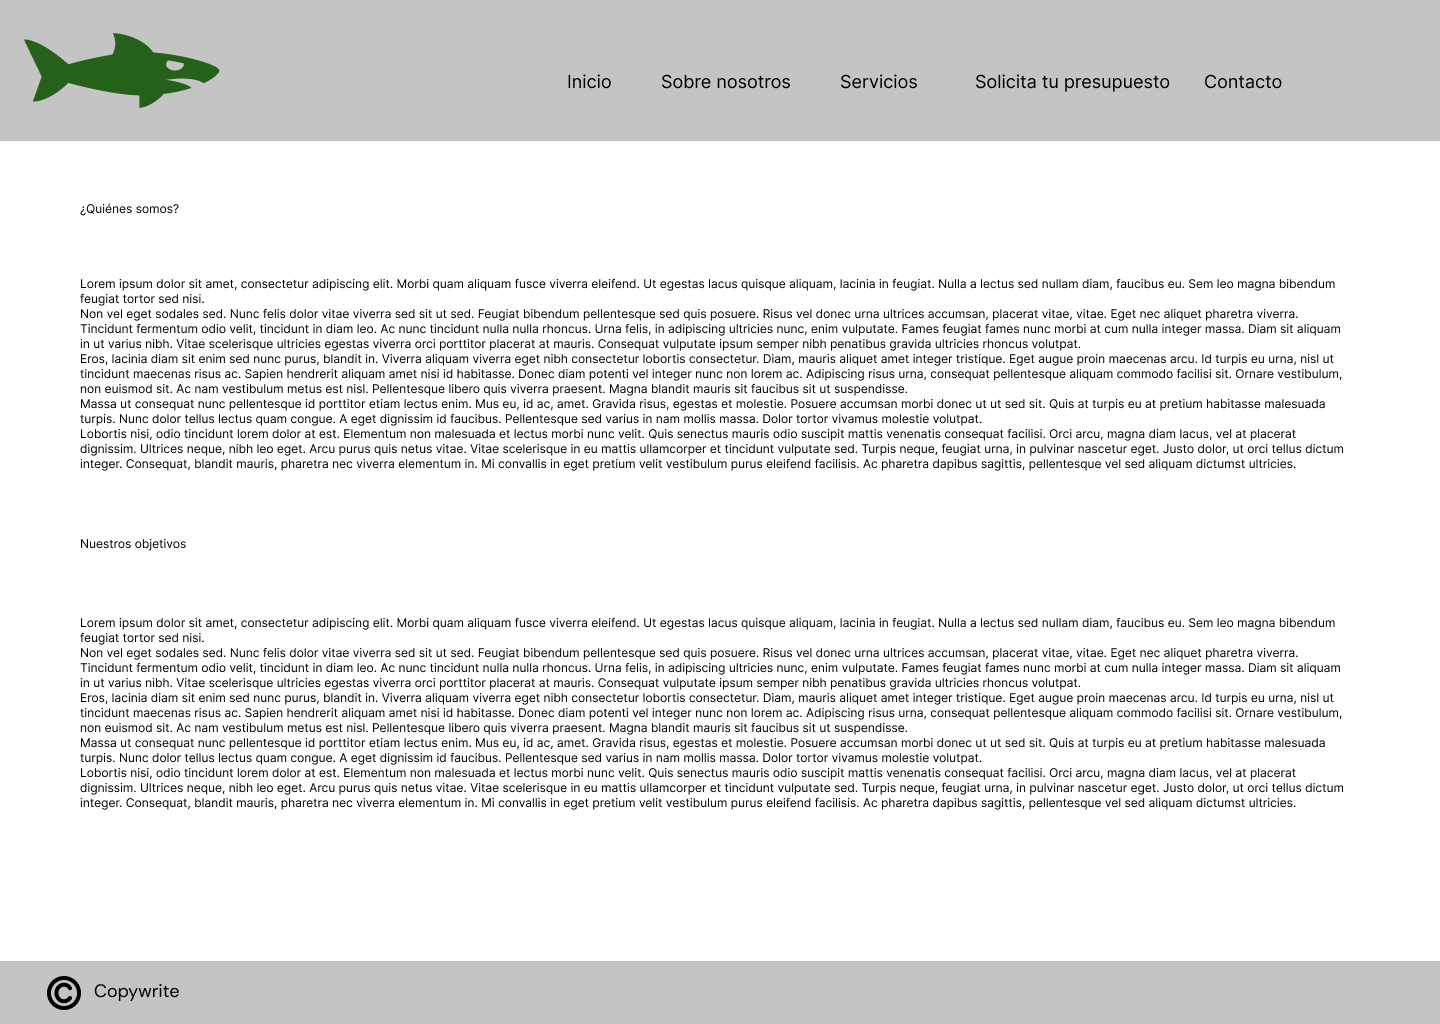 Inicio Sobre nosotros Servicios Solicita tu presupuesto Contacto
¿Quiénes somos?
Lorem ipsum dolor sit amet, consectetur adipiscing elit. Morbi quam aliquam fusce viverra eleifend. Ut egestas lacus quisque aliquam, lacinia in feugiat. Nulla a lectus sed nullam diam, faucibus eu. Sem leo magna bibendum
feugiat tortor sed nisi.
Non vel eget sodales sed. Nunc felis dolor vitae viverra sed sit ut sed. Feugiat bibendum pellentesque sed quis posuere. Risus vel donec urna ultrices accumsan, placerat vitae, vitae. Eget nec aliquet pharetra viverra.
Tincidunt fermentum odio velit, tincidunt in diam leo. Ac nunc tincidunt nulla nulla rhoncus. Urna felis, in adipiscing ultricies nunc, enim vulputate. Fames feugiat fames nunc morbi at cum nulla integer massa. Diam sit aliquam
in ut varius nibh. Vitae scelerisque ultricies egestas viverra orci porttitor placerat at mauris. Consequat vulputate ipsum semper nibh penatibus gravida ultricies rhoncus volutpat.
Eros, lacinia diam sit enim sed nunc purus, blandit in. Viverra aliquam viverra eget nibh consectetur lobortis consectetur. Diam, mauris aliquet amet integer tristique. Eget augue proin maecenas arcu. Id turpis eu urna, nisl ut
tincidunt maecenas risus ac. Sapien hendrerit aliquam amet nisi id habitasse. Donec diam potenti vel integer nunc non lorem ac. Adipiscing risus urna, consequat pellentesque aliquam commodo facilisi sit. Ornare vestibulum,
non euismod sit. Ac nam vestibulum metus est nisl. Pellentesque libero quis viverra praesent. Magna blandit mauris sit faucibus sit ut suspendisse.
Massa ut consequat nunc pellentesque id porttitor etiam lectus enim. Mus eu, id ac, amet. Gravida risus, egestas et molestie. Posuere accumsan morbi donec ut ut sed sit. Quis at turpis eu at pretium habitasse malesuada
turpis. Nunc dolor tellus lectus quam congue. A eget dignissim id faucibus. Pellentesque sed varius in nam mollis massa. Dolor tortor vivamus molestie volutpat.
Lobortis nisi, odio tincidunt lorem dolor at est. Elementum non malesuada et lectus morbi nunc velit. Quis senectus mauris odio suscipit mattis venenatis consequat facilisi. Orci arcu, magna diam lacus, vel at placerat
dignissim. Ultrices neque, nibh leo eget. Arcu purus quis netus vitae. Vitae scelerisque in eu mattis ullamcorper et tincidunt vulputate sed. Turpis neque, feugiat urna, in pulvinar nascetur eget. Justo dolor, ut orci tellus dictum
integer. Consequat, blandit mauris, pharetra nec viverra elementum in. Mi convallis in eget pretium velit vestibulum purus eleifend facilisis. Ac pharetra dapibus sagittis, pellentesque vel sed aliquam dictumst ultricies.
Nuestros objetivos
Lorem ipsum dolor sit amet, consectetur adipiscing elit. Morbi quam aliquam fusce viverra eleifend. Ut egestas lacus quisque aliquam, lacinia in feugiat. Nulla a lectus sed nullam diam, faucibus eu. Sem leo magna bibendum
feugiat tortor sed nisi.
Non vel eget sodales sed. Nunc felis dolor vitae viverra sed sit ut sed. Feugiat bibendum pellentesque sed quis posuere. Risus vel donec urna ultrices accumsan, placerat vitae, vitae. Eget nec aliquet pharetra viverra.
Tincidunt fermentum odio velit, tincidunt in diam leo. Ac nunc tincidunt nulla nulla rhoncus. Urna felis, in adipiscing ultricies nunc, enim vulputate. Fames feugiat fames nunc morbi at cum nulla integer massa. Diam sit aliquam
in ut varius nibh. Vitae scelerisque ultricies egestas viverra orci porttitor placerat at mauris. Consequat vulputate ipsum semper nibh penatibus gravida ultricies rhoncus volutpat.
Eros, lacinia diam sit enim sed nunc purus, blandit in. Viverra aliquam viverra eget nibh consectetur lobortis consectetur. Diam, mauris aliquet amet integer tristique. Eget augue proin maecenas arcu. Id turpis eu urna, nisl ut
tincidunt maecenas risus ac. Sapien hendrerit aliquam amet nisi id habitasse. Donec diam potenti vel integer nunc non lorem ac. Adipiscing risus urna, consequat pellentesque aliquam commodo facilisi sit. Ornare vestibulum,
non euismod sit. Ac nam vestibulum metus est nisl. Pellentesque libero quis viverra praesent. Magna blandit mauris sit faucibus sit ut suspendisse.
Massa ut consequat nunc pellentesque id porttitor etiam lectus enim. Mus eu, id ac, amet. Gravida risus, egestas et molestie. Posuere accumsan morbi donec ut ut sed sit. Quis at turpis eu at pretium habitasse malesuada
turpis. Nunc dolor tellus lectus quam congue. A eget dignissim id faucibus. Pellentesque sed varius in nam mollis massa. Dolor tortor vivamus molestie volutpat.
Lobortis nisi, odio tincidunt lorem dolor at est. Elementum non malesuada et lectus morbi nunc velit. Quis senectus mauris odio suscipit mattis venenatis consequat facilisi. Orci arcu, magna diam lacus, vel at placerat
dignissim. Ultrices neque, nibh leo eget. Arcu purus quis netus vitae. Vitae scelerisque in eu mattis ullamcorper et tincidunt vulputate sed. Turpis neque, feugiat urna, in pulvinar nascetur eget. Justo dolor, ut orci tellus dictum
integer. Consequat, blandit mauris, pharetra nec viverra elementum in. Mi convallis in eget pretium velit vestibulum purus eleifend facilisis. Ac pharetra dapibus sagittis, pellentesque vel sed aliquam dictumst ultricies.
© Copywrite